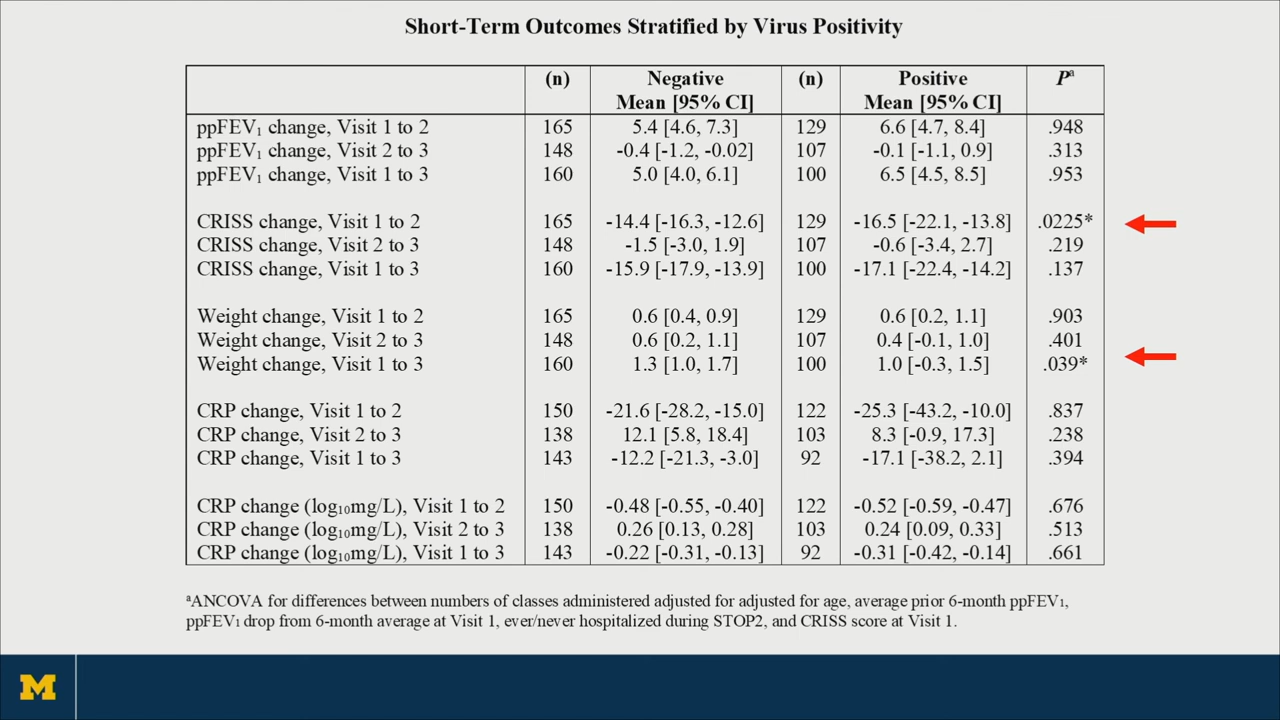 Short-Term Outcomes Stratified by Virus Positivity
(n) Negative Mean [95% CI] (n) Positive Mean [95% CI] Pᵃ
ppFEV₁ change, Visit 1 to 2 165 5.4 [4.6, 7.3] 129 6.6 [4.7, 8.4] .948
ppFEV₁ change, Visit 2 to 3 148 -0.4 [-1.2, -0.02] 107 -0.1 [-1.1, 0.9] .313
ppFEV₁ change, Visit 1 to 3 160 5.0 [4.0, 6.1] 100 6.5 [4.5, 8.5] .953
CRISS change, Visit 1 to 2 165 -14.4 [-16.3, -12.6] 129 -16.5 [-22.1, -13.8] .0225*
CRISS change, Visit 2 to 3 148 -1.5 [-3.0, 1.9] 107 -0.6 [-3.4, 2.7] .219
CRISS change, Visit 1 to 3 160 -15.9 [-17.9, -13.9] 100 -17.1 [-22.4, -14.2] .137
Weight change, Visit 1 to 2 165 0.6 [0.4, 0.9] 129 0.6 [0.2, 1.1] .903
Weight change, Visit 2 to 3 148 0.6 [0.2, 1.1] 107 0.4 [-0.1, 1.0] .401
Weight change, Visit 1 to 3 160 1.3 [1.0, 1.7] 100 1.0 [-0.3, 1.5] .039*
CRP change, Visit 1 to 2 150 -21.6 [-28.2, -15.0] 122 -25.3 [-43.2, -10.0] .837
CRP change, Visit 2 to 3 138 12.1 [5.8, 18.4] 103 8.3 [-0.9, 17.3] .238
CRP change, Visit 1 to 3 143 -12.2 [-21.3, -3.0] 92 -17.1 [-38.2, 2.1] .394
CRP change (log₁₀mg/L), Visit 1 to 2 150 -0.48 [-0.55, -0.40] 122 -0.52 [-0.59, -0.47] .676
CRP change (log₁₀mg/L), Visit 2 to 3 138 0.26 [0.13, 0.28] 103 0.24 [0.09, 0.33] .513
CRP change (log₁₀mg/L), Visit 1 to 3 143 -0.22 [-0.31, -0.13] 92 -0.31 [-0.42, -0.14] .661
ᵃANCOVA for differences between numbers of classes administered adjusted for adjusted for age, average prior 6-month ppFEV₁,
ppFEV₁ drop from 6-month average at Visit 1, ever/never hospitalized during STOP2, and CRISS score at Visit 1.
M